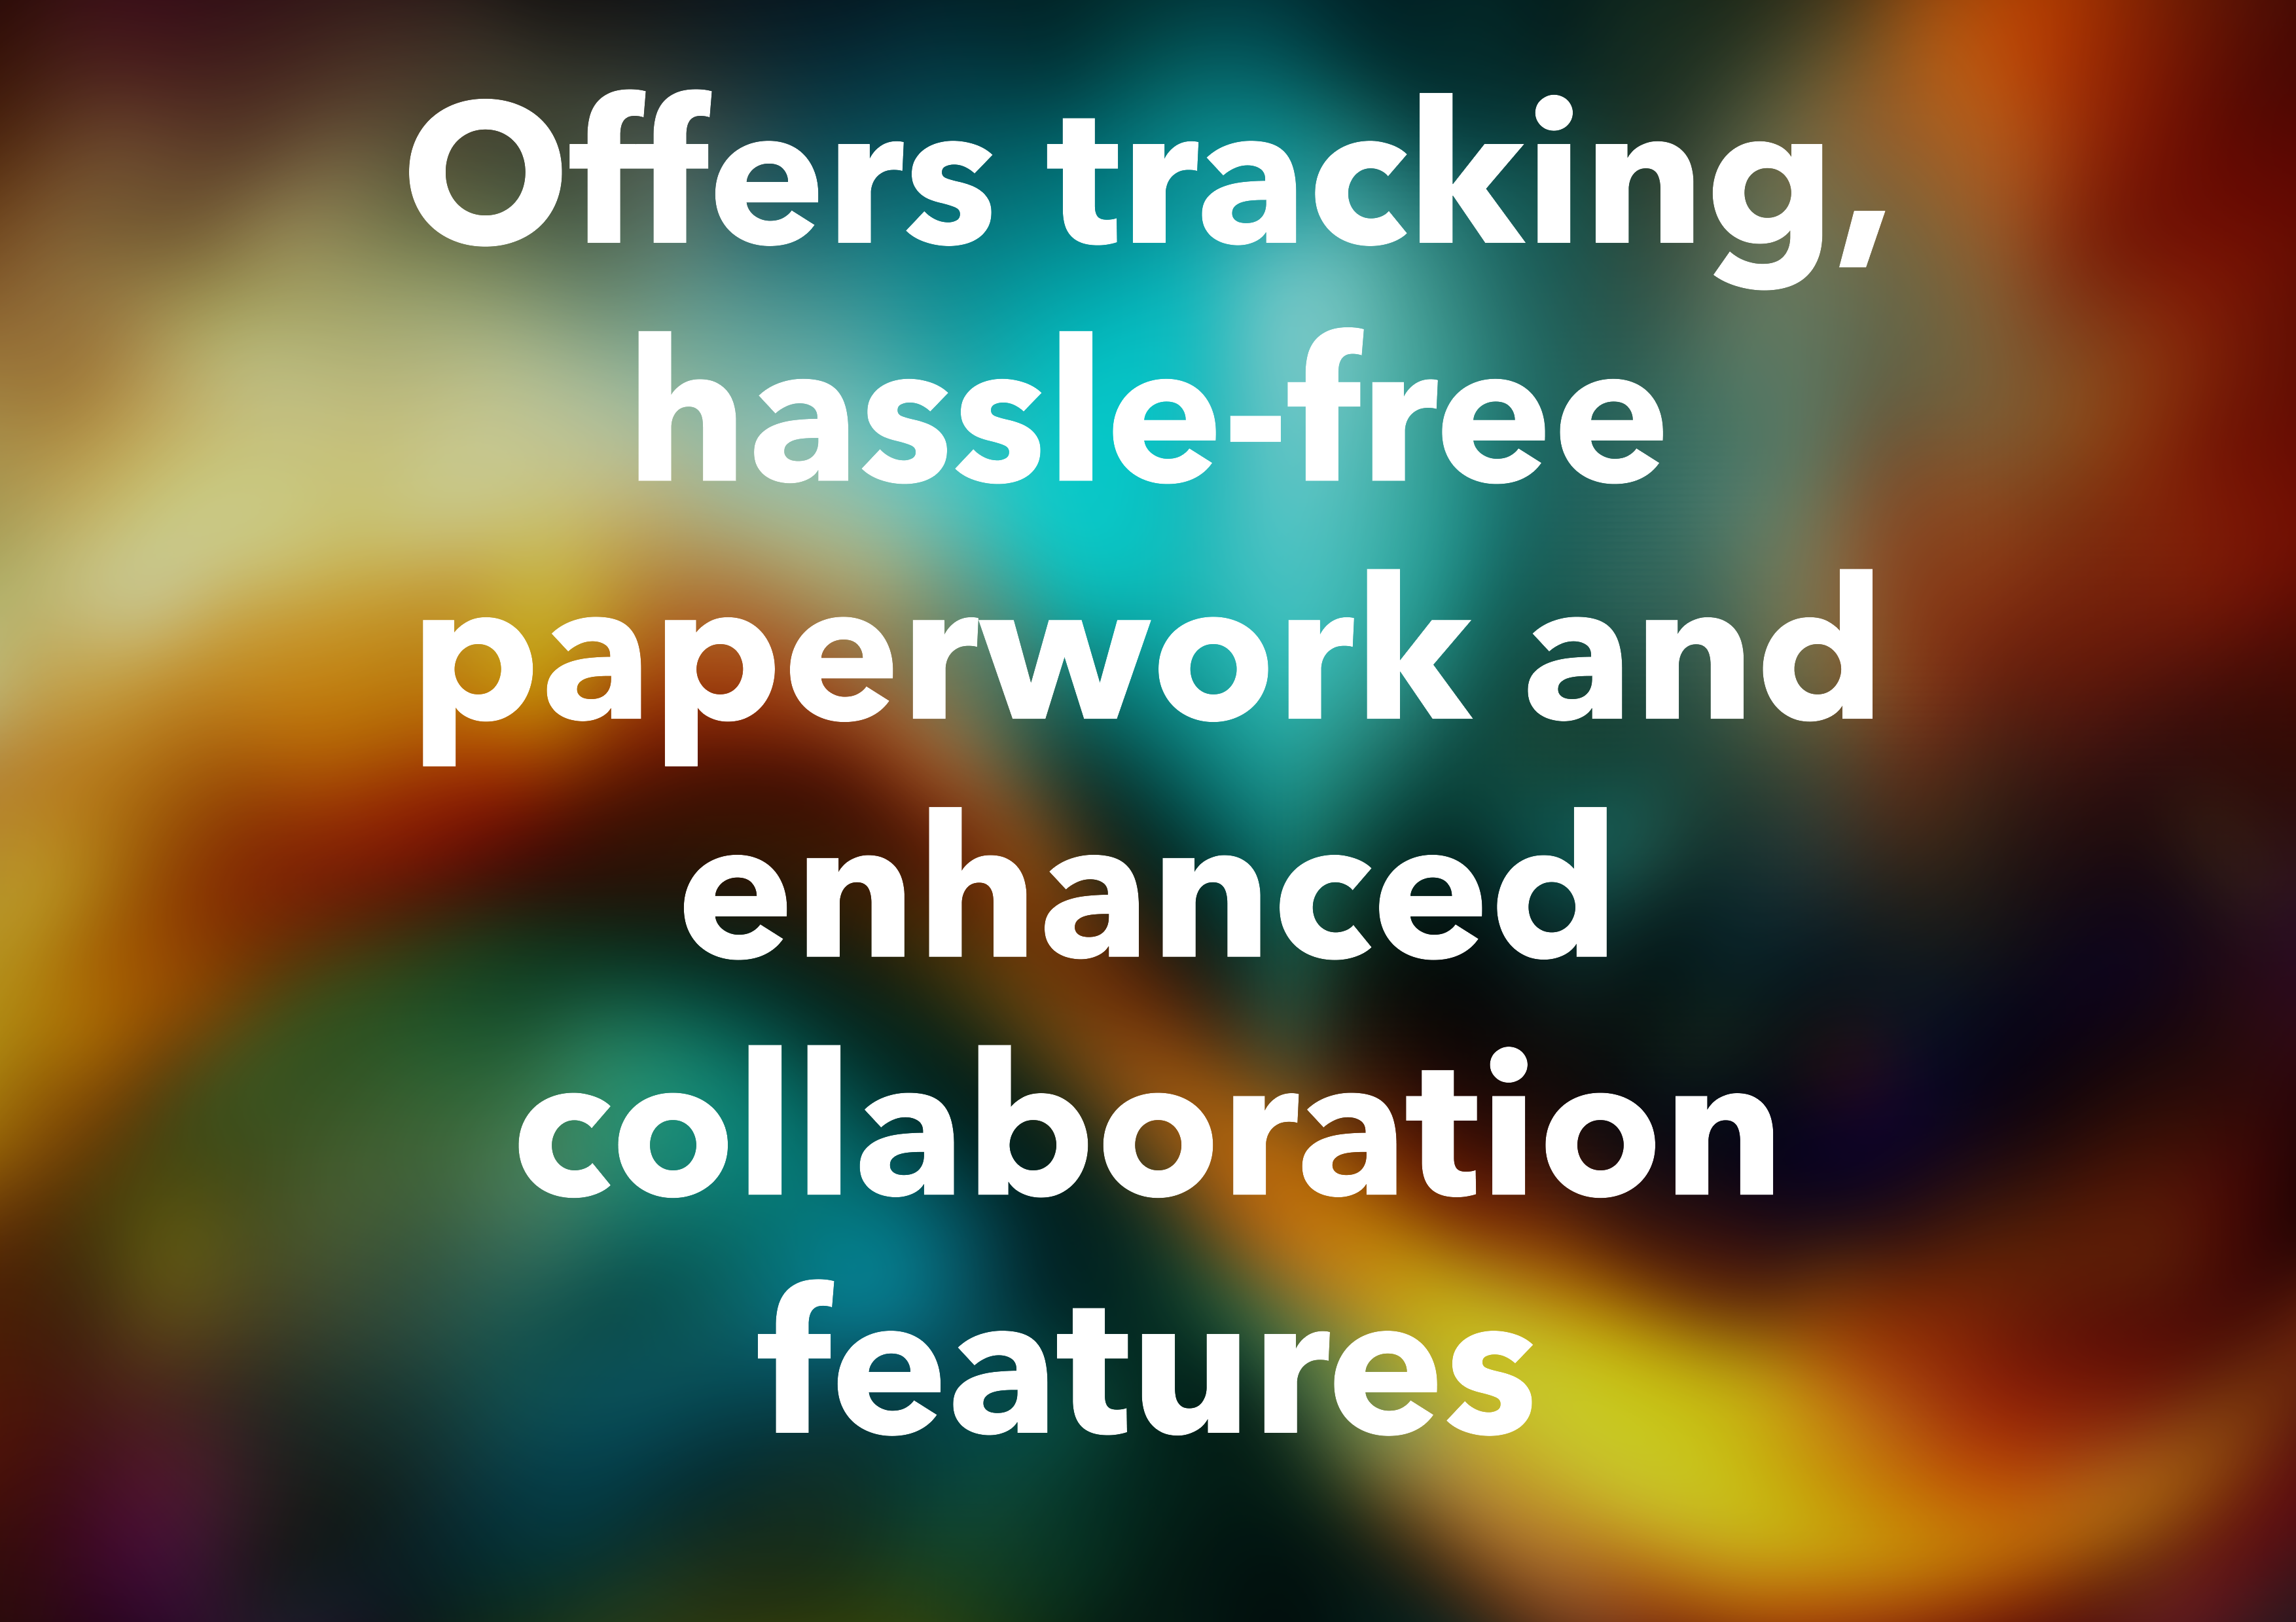 Offers tracking,
hassle-free
paperwork and
enhanced
collaboration
features